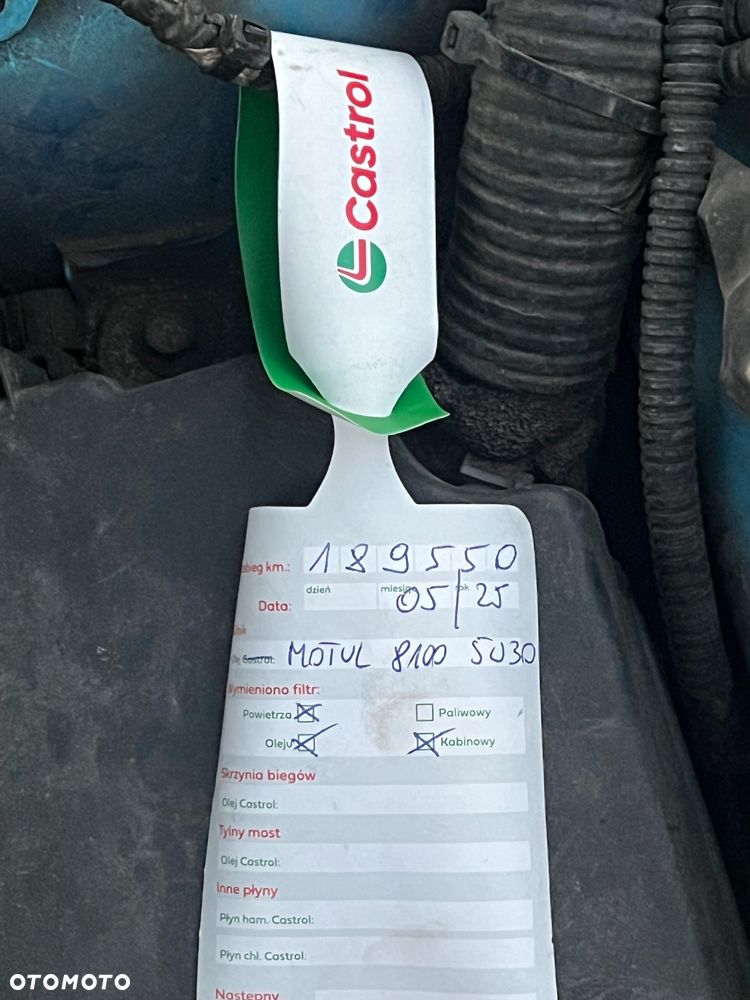 Castrol
bieg km.: 189550
dzień miesiąc rok
Data: 05/25
Olej Castrol: MOTUL 8100 5W30
Wymieniono filtr:
Powietrza Paliwowy
Oleju Kabinowy
Skrzynia biegów
Olej Castrol:
Tylny most
Olej Castrol:
Inne płyny
Płyn ham. Castrol:
Płyn chł. Castrol:
Następny
OTOMOTO